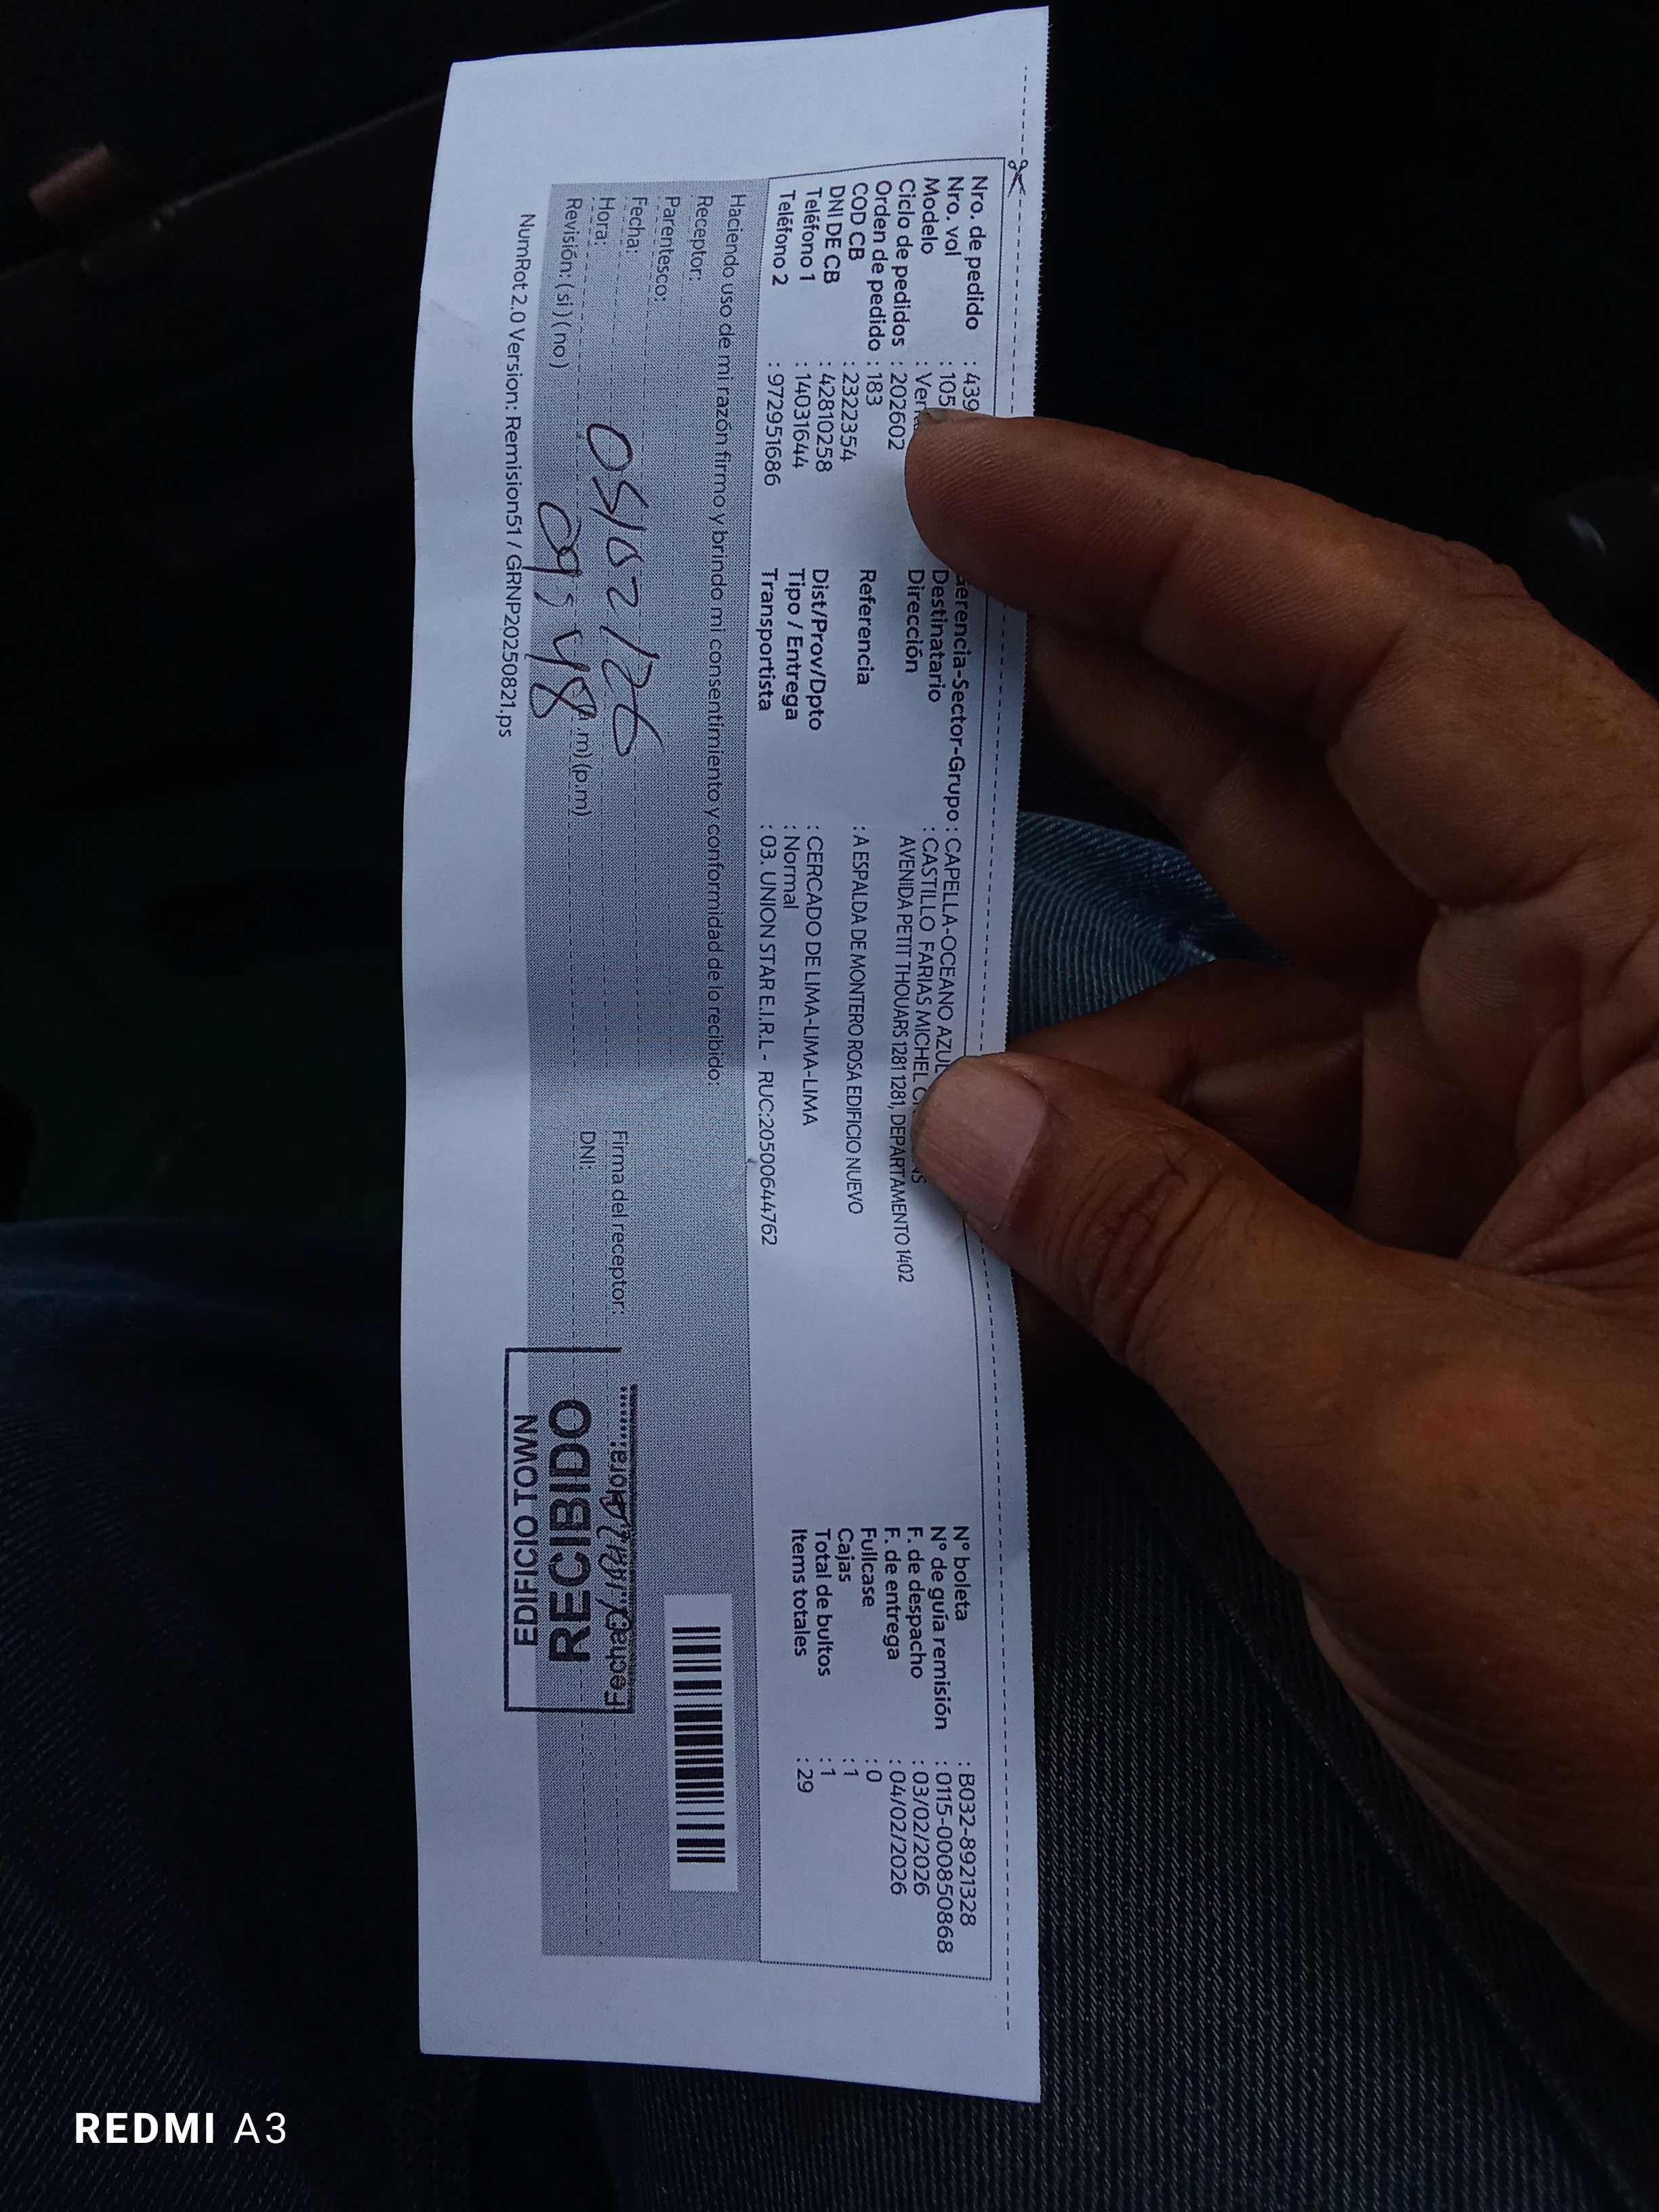 Nro. de pedido : 439
Nro. vol : 105
Modelo
Ciclo de pedidos : 202602
Orden de pedido : 183
COD CB : 2322354
DNI DE CB : 42810258
Teléfono 1 : 14031644
Teléfono 2 : 972951686
erencia-Sector-Grupo : CAPELLA-OCEANO AZUL
Destinatario : CASTILLO FARIAS MICHEL
Dirección AVENIDA PETIT THOUARS 1281 1281, DEPARTAMENTO 1402
Referencia : A ESPALDA DE MONTERO ROSA EDIFICIO NUEVO
Dist/Prov/Dpto : CERCADO DE LIMA-LIMA-LIMA
Tipo / Entrega : Normal
Transportista : 03. UNION STAR E.I.R.L - RUC:20500644762
N° boleta : B032-8921328
N° de guía remisión : 0115-000850868
F. de despacho : 03/02/2026
F. de entrega : 04/02/2026
Fullcase : 0
Cajas : 1
Total de bultos : 1
Items totales : 29
Haciendo uso de mi razón firmo y brindo mi consentimiento y conformidad de lo recibido:
Receptor:
Parentesco:
Fecha: 05/02/26
Hora: 09:48 .m) (p.m)
Revisión: ( si ) ( no )
Firma del receptor:
DNI:
Fecha: Hora:
RECIBIDO
EDIFICIO TOWN
NumRot 2.0 Version: Remision51 / GRNP20250821.ps
REDMI A3